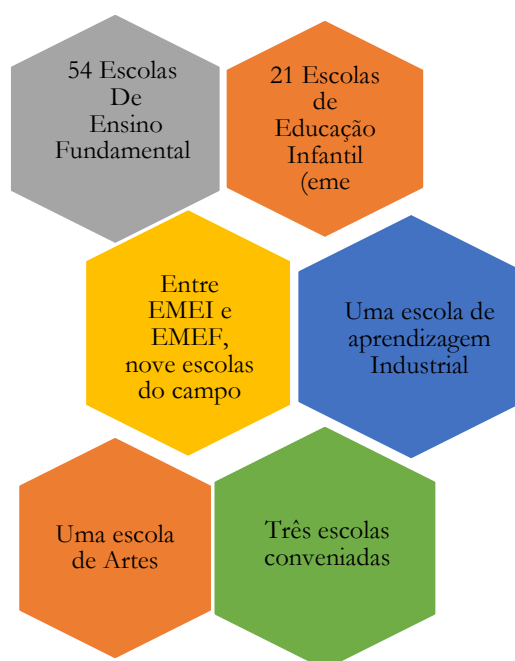 54 Escolas
De
Ensino
Fundamental
21 Escolas
de
Educação
Infantil
(eme
Entre
EMEI e
EMEF,
nove escolas
do campo
Uma escola de
aprendizagem
Industrial
Uma escola
de Artes
Três escolas
conveniadas